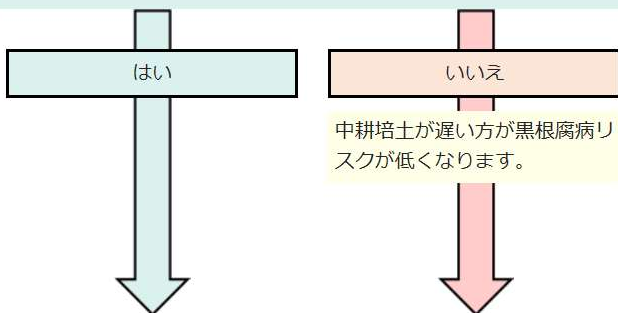 はい
いいえ
中耕培土が遅い方が黒根腐病リ
スクが低くなります。